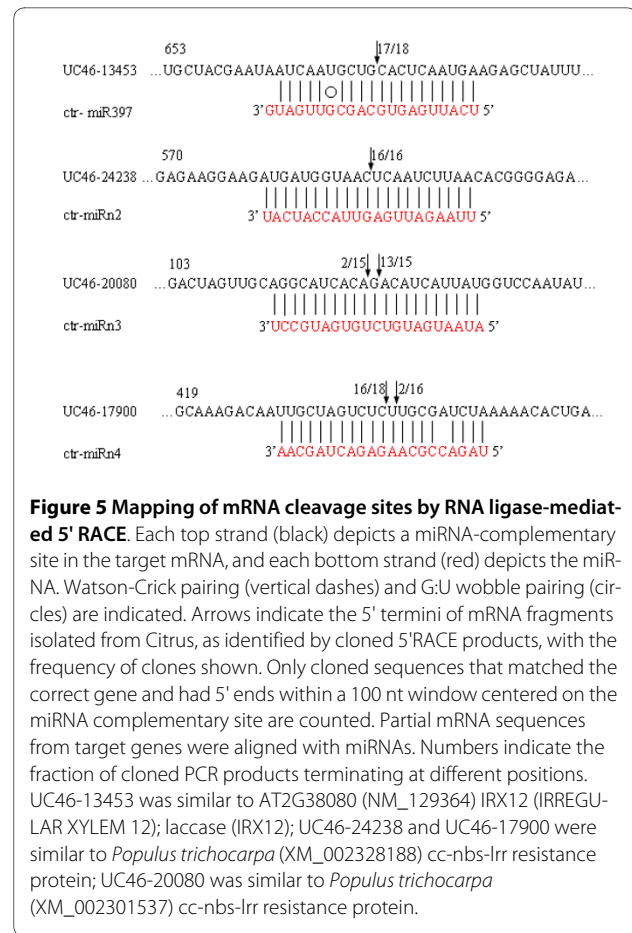 653 17/18
UC46-13453 ...UGCUACGAAUAAUCAAUGCUGCACUCAAUGAAGAGCUAUUU...
ctr- miR397 3'GUAGUUGCGACGUGAGUUACU 5'
570 16/16
UC46-24238 ...GAGAAGGAAGAUGAUGGUAACUCAAUCUUAACACGGGGAGA...
ctr-miRn2 3' UACUACCAUUGAGUUAGAAUU 5'
103 2/15 13/15
UC46-20080 ...GACUAGUUGCAGGCAUCACAGACAUCAUUAUGGUCCAAUAU...
ctr-miRn3 3'UCCGUAGUGUCUGUAGUAAUA 5'
419 16/18 2/16
UC46-17900 ...GCAAAGACAAUUGCUAGUCUCUUGCGAUCUAAAAACACUGA...
ctr-miRn4 3'AACGAUCAGAGAACGCCAGAU 5'
Figure 5 Mapping of mRNA cleavage sites by RNA ligase-mediat-
ed 5' RACE. Each top strand (black) depicts a miRNA-complementary
site in the target mRNA, and each bottom strand (red) depicts the miR-
NA. Watson-Crick pairing (vertical dashes) and G:U wobble pairing (cir-
cles) are indicated. Arrows indicate the 5' termini of mRNA fragments
isolated from Citrus, as identified by cloned 5'RACE products, with the
frequency of clones shown. Only cloned sequences that matched the
correct gene and had 5' ends within a 100 nt window centered on the
miRNA complementary site are counted. Partial mRNA sequences
from target genes were aligned with miRNAs. Numbers indicate the
fraction of cloned PCR products terminating at different positions.
UC46-13453 was similar to AT2G38080 (NM_129364) IRX12 (IRREGU-
LAR XYLEM 12); laccase (IRX12); UC46-24238 and UC46-17900 were
similar to Populus trichocarpa (XM_002328188) cc-nbs-lrr resistance
protein; UC46-20080 was similar to Populus trichocarpa
(XM_002301537) cc-nbs-lrr resistance protein.